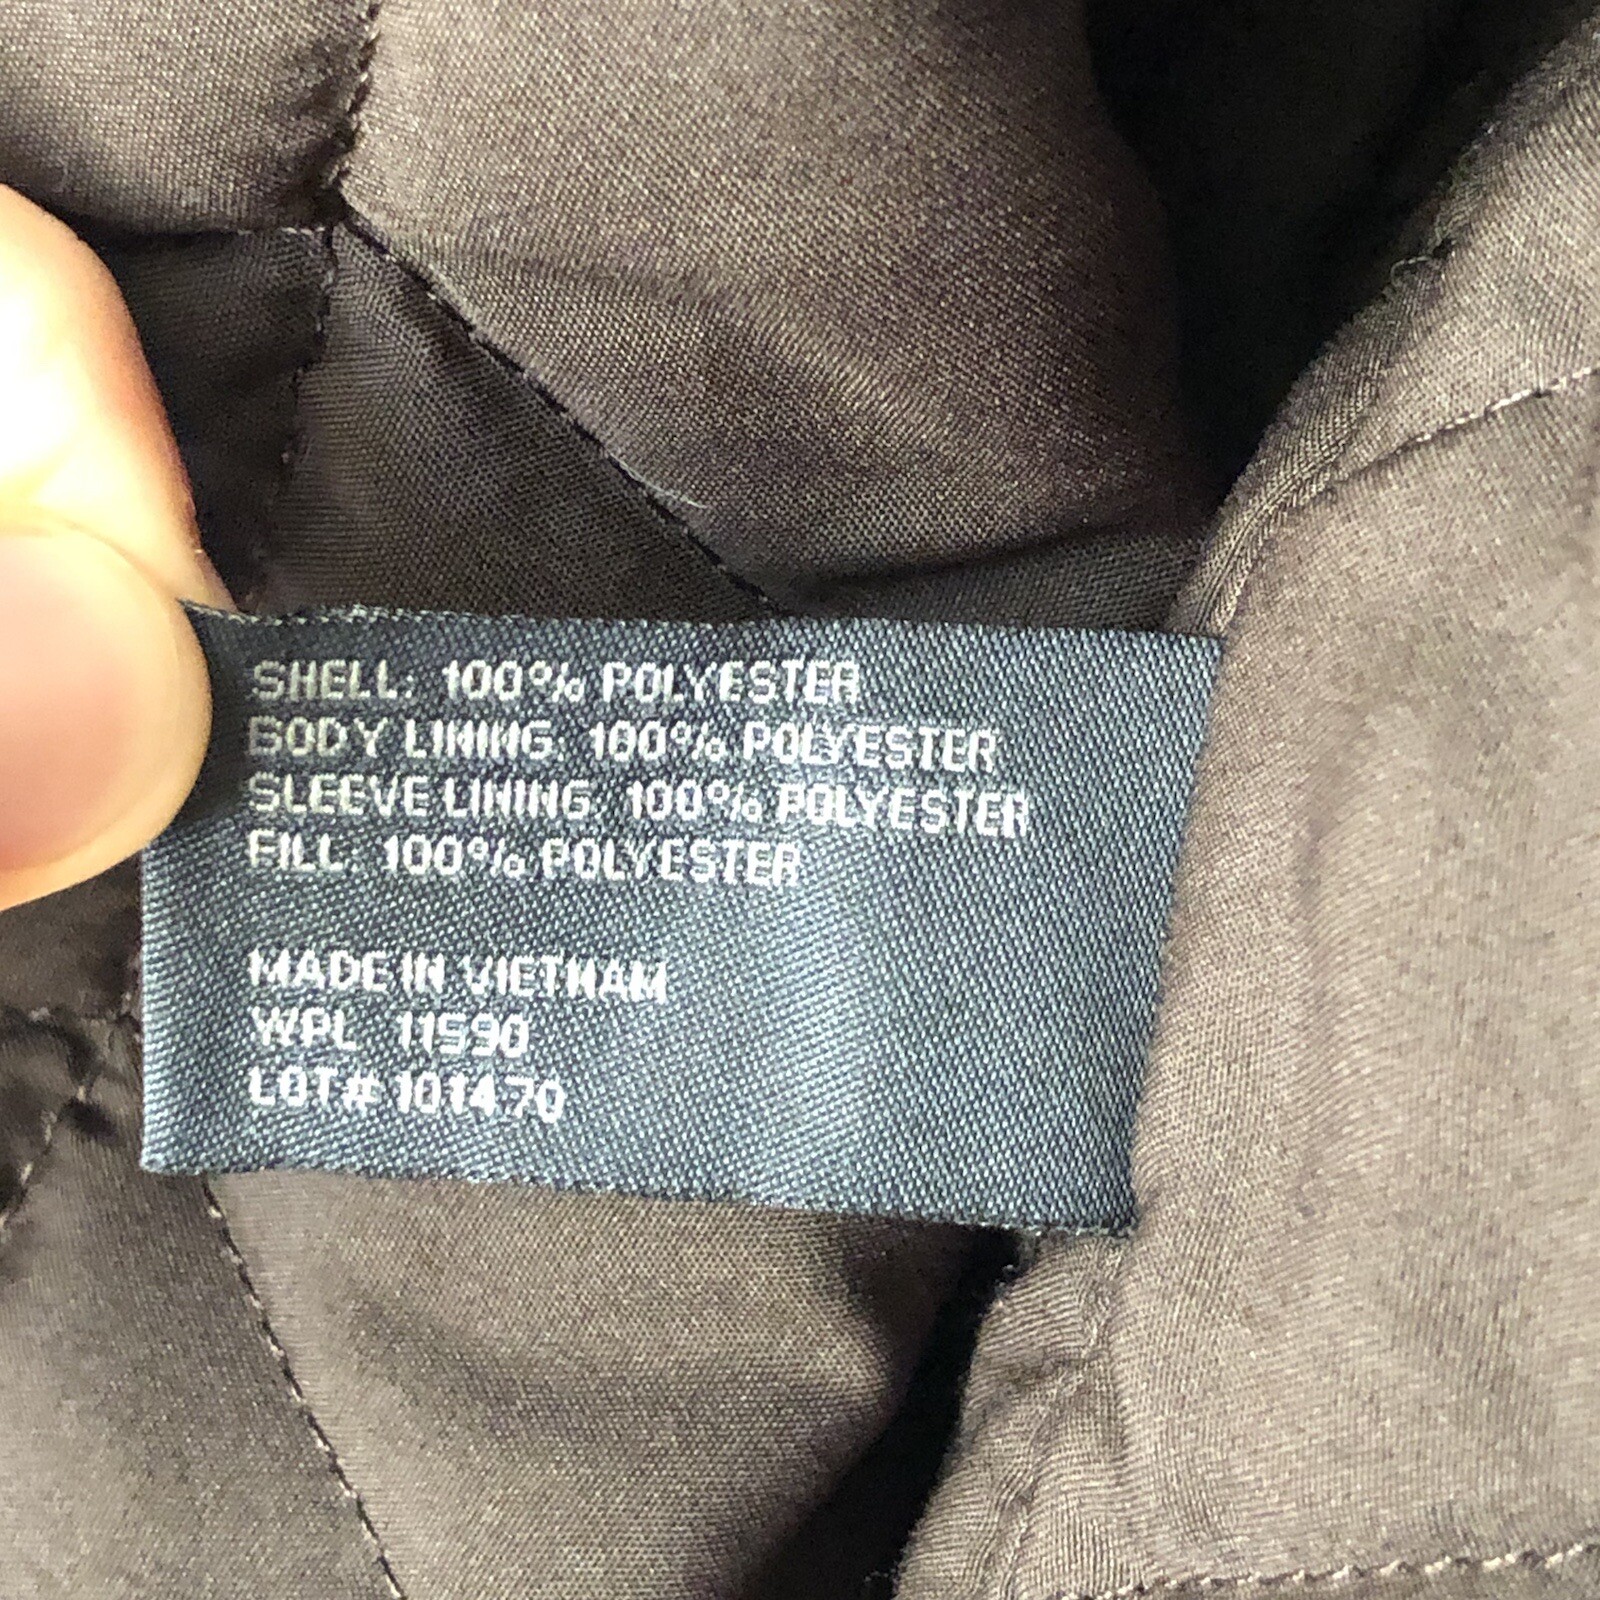 SHELL: 100% POLYESTER
BODY LINING: 100% POLYESTER
SLEEVE LINING: 100% POLYESTER
FILL: 100% POLYESTER
MADE IN VIETNAM
WPL 11590
LOT# 101470